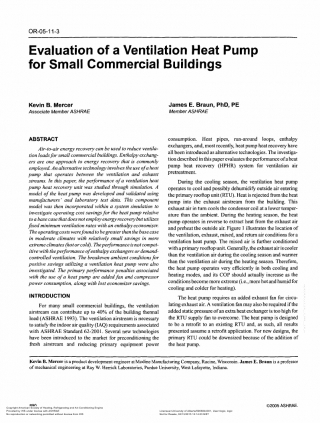 OR-05-11-3
Evaluation of a Ventilation Heat Pump
for Small Commercial Buildings
Kevin B. Mercer
Associate Member ASHRAE
James E. Braun, PhD, PE
Member ASHRAE
ABSTRACT
Air-to-air energy recovery can be used to reduce ventila-
tion loads for small commercial buildings. Enthalpy exchang-
ers are one approach to energy recovery that is commonly
employed. An alternative technology involves the use of a heat
pump that operates between the ventilation and exhaust
streams. In this paper, the performance of a ventilation heat
pump heat recovery unit was studied through simulation. A
model of the heat pump was developed and validated using
manufacturers' and laboratory test data. This component
model was then incorporated within a system simulation to
investigate operating cost savings for the heat pump relative
to a base case that does not employ energy recovery but utilizes
fixed minimum ventilation rates with an enthalpy economizer.
The operating costs were found to be greater than the base case
in moderate climates with relatively small savings in more
extreme climates (hot or cold). The performance is not compet-
itive with the performance of enthalpy exchangers or demand-
controlled ventilation. The breakeven ambient conditions for
positive savings utilizing the ventilation heat pump were also
investigated. The primary performance penalties associated
with the use of a heat pump are added fan and compressor
power consumption, along with lost economizer savings.
INTRODUCTION
For many small commercial buildings, the ventilation
airstream can contribute up to 40% of the building thermal
load (ASHRAE 1993). The ventilation airstream is necessary
to satisfy the indoor air quality (IAQ) requirements associated
with ASHRAE Standard 62-2001. Several new technologies
have been introduced to the market for preconditioning the
fresh airstream and reducing primary equipment power
consumption. Heat pipes, run-around loops, enthalpy
exchangers, and, most recently, heat pump heat recovery have
all been introduced as alternative technologies. The investiga-
tion described in this paper evaluates the performance of a heat
pump heat recovery (HPHR) system for ventilation air
pretreatment.
During the cooling season, the ventilation heat pump
operates to cool and possibly dehumidify outside air entering
the primary rooftop unit (RTU). Heat is rejected from the heat
pump into the exhaust airstream from the building. This
exhaust air in turn cools the condenser coil at a lower temper-
ature than the ambient. During the heating season, the heat
pump operates in reverse to extract heat from the exhaust air
and preheat the outside air. Figure 1 illustrates the location of
the ventilation, exhaust, mixed, and return air conditions for a
ventilation heat pump. The mixed air is further conditioned
with a primary rooftop unit. Generally, the exhaust air is cooler
than the ventilation air during the cooling season and warmer
than the ventilation air during the heating season. Therefore,
the heat pump operates very efficiently in both cooling and
heating modes, and its COP should actually increase as the
conditions become more extreme (i.e., more hot and humid for
cooling and colder for heating).
The heat pump requires an added exhaust fan for circu-
lating exhaust air. A ventilation fan may also be required if the
added static pressure of an extra heat exchanger is too high for
the RTU supply fan to overcome. The heat pump is designed
to be a retrofit to an existing RTU and, as such, all results
presented assume a retrofit application. For new designs, the
primary RTU could be downsized because of the addition of
the heat pump.
Kevin B. Mercer is a product development engineer at Modine Manufacturing Company, Racine, Wisconsin. James E. Braun is a professor
of mechanical engineering at Ray W. Herrick Laboratories, Purdue University, West Lafayette, Indiana.
©2005 ASHRAE.